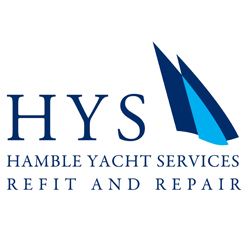 HYS
HAMBLE YACHT SERVICES
REFIT AND REPAIR